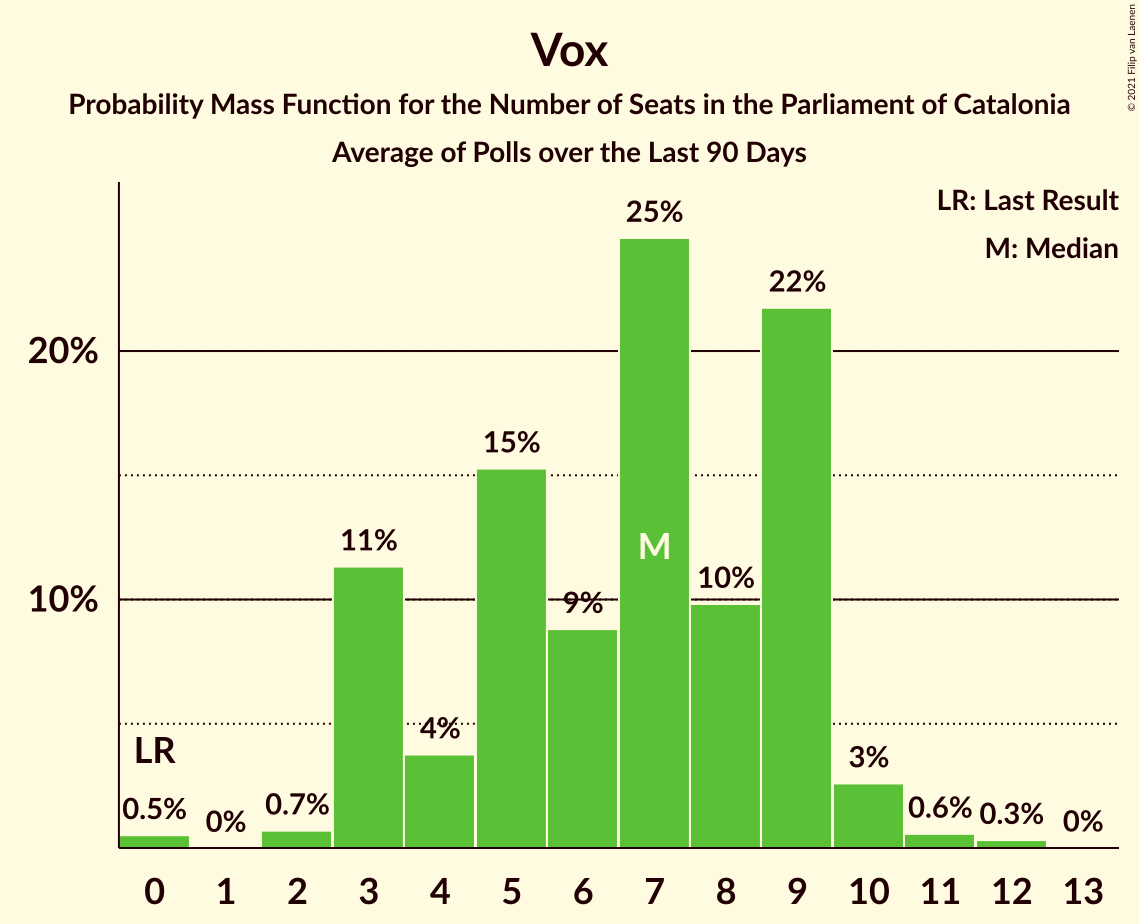 © 2021 Filip van Laenen
Vox
Probability Mass Function for the Number of Seats in the Parliament of Catalonia
Average of Polls over the Last 90 Days
LR: Last Result
M: Median
25%
22%
20%
15%
11%
M
10%
10%
9%
4%
LR
3%
0.5%
0%
0.7%
0.6%
0.3%
0%
0 1 2 3 4 5 6 7 8 9 10 11 12 13